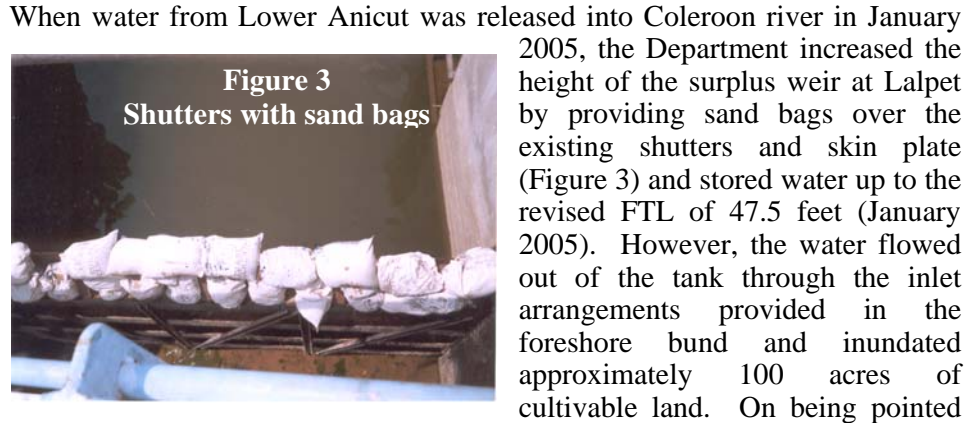 When water from Lower Anicut was released into Coleroon river in January
Figure 3
Shutters with sand bags
2005, the Department increased the
height of the surplus weir at Lalpet
by providing sand bags over the
existing shutters and skin plate
(Figure 3) and stored water up to the
revised FTL of 47.5 feet (January
2005). However, the water flowed
out of the tank through the inlet
arrangements provided in the
foreshore bund and inundated
approximately 100 acres of
cultivable land. On being pointed